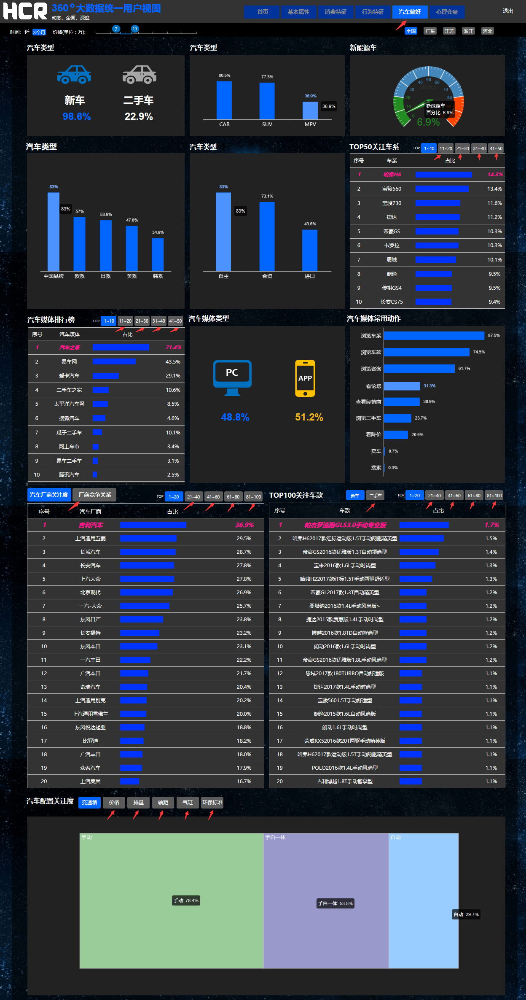 HCR
360°大数据统一用户视图
动态、全面、深度
首页 基本属性 消费特征 行为特征 汽车偏好 心理变量
退出
时间: 近 3个月 价格(单位 : 万): 7 11
全国 广东 江苏 浙江 河北
汽车类型
新车 二手车
98.6% 22.9%
汽车类型
80.5% 77.3% 36.9%
36.9%
CAR SUV MPV
新能源车
0 10 20 30 40 50 60 70 80
百分比
新能源车
百分比 :6.9%
6.9%
汽车类型
83% 57% 53.9% 47.8% 34.9%
83%
中国品牌 欧系 日系 美系 韩系
汽车类型
83% 73.1% 43.6%
83%
自主 合资 进口
TOP50关注车系 TOP 1~10 11~20 21~30 31~40 41~50
序号 车系 占比
1 哈弗H6 14.3%
2 宝骏560 13.4%
3 宝骏730 11.6%
4 捷达 11.2%
5 帝豪GS 10.3%
6 卡罗拉 10.3%
7 思域 10.1%
8 朗逸 9.5%
9 传祺GS4 9.5%
10 长安CS75 9.4%
汽车媒体排行榜 TOP 1~10 11~20 21~30 31~40 41~50
序号 汽车媒体 占比
1 汽车之家 71.4%
2 易车网 43.5%
3 爱卡汽车 29.1%
4 二手车之家 10.6%
5 太平洋汽车网 8.5%
6 搜狐汽车 4.6%
7 瓜子二手车 10.1%
8 网上车市 3.4%
9 易车二手车 3.1%
10 腾讯汽车 2.5%
汽车媒体类型
PC APP
48.8% 51.2%
汽车媒体常用动作
浏览车系 87.5%
浏览车款 74.5%
浏览咨询 61.7%
看论坛 31.3%
查看经销商 30.9%
浏览二手车 23.7%
看降价 20.6%
卖车 0.7%
搜索 0.3%
汽车厂商关注度 厂商竞争关系 TOP 1~20 21~40 41~60 61~80 81~100
序号 汽车厂商 占比
1 吉利汽车 36.9%
2 上汽通用五菱 29.5%
3 长城汽车 28.7%
4 长安汽车 27.8%
5 上汽大众 27.8%
6 北京现代 26.9%
7 一汽-大众 25.7%
8 东风日产 23.8%
9 长安福特 23.2%
10 东风本田 23.1%
11 一汽丰田 22.2%
12 广汽本田 21.7%
13 奇瑞汽车 20.4%
14 上汽通用别克 20.2%
15 上汽通用雪佛兰 20.0%
16 东风悦达起亚 18.8%
17 比亚迪 18.2%
18 广汽丰田 18.0%
19 众泰汽车 17.9%
20 上汽集团 16.7%
TOP100关注车款 新车 二手车 TOP 1~20 21~40 41~60 61~80 81~100
序号 车款 占比
1 帕杰罗速跑GLS3.0手动专业版 1.7%
2 哈弗H62017款红标运动版1.5T手动两驱精英型 1.5%
3 帝豪GS2016款优雅版1.3T自动领尚型 1.4%
4 宝来2016款1.6L手动时尚型 1.3%
5 哈弗H22017款红标1.5T手动两驱舒适型 1.3%
6 帝豪GL2017款1.3T自动精英型 1.2%
7 桑塔纳2016款1.4L手动风尚版> 1.2%
8 捷达2015款质惠版1.4L手动时尚型 1.2%
9 博越2016款1.8TD自动智尚型 1.2%
10 朗动2016款1.6L手动时尚型 1.2%
11 帝豪GS2016款优雅版1.8L手动风尚型 1.2%
12 思域2017款180TURBO自动舒适版 1.1%
13 捷达2017款1.4L手动时尚型 1.1%
14 宝骏5601.5T手动舒适型 1.1%
15 朗逸2015款1.6L自动风尚版 1.1%
16 朗动1.6L手动时尚型 1.1%
17 荣威RX52016款20T两驱手动精英版 1.1%
18 哈弗H62017款运动版1.5T手动两驱精英型 1.1%
19 POLO2016款1.4L手动风尚型 1.1%
20 吉利博越1.8T手动智享型 1.1%
汽车配置关注度 变速箱 价格 排量 轴距 气缸 环保标准
手动 手自一体 自动
手动: 78.4%
手自一体: 53.5%
自动: 29.7%